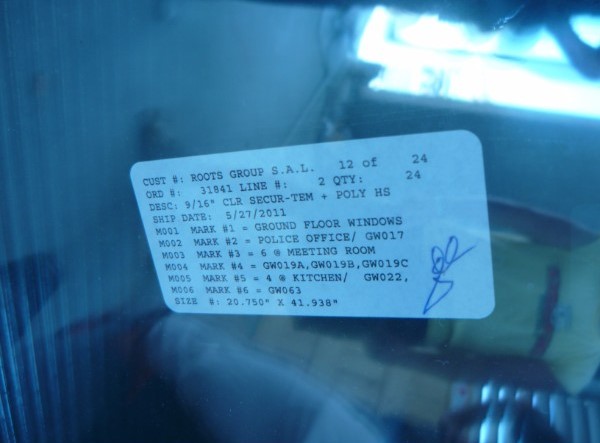 CUST #: ROOTS GROUP S.A.L. 12 of 24
ORD #: 31841 LINE #: 2 QTY: 24
DESC: 9/16" CLR SECUR-TEM + POLY HS
SHIP DATE: 5/27/2011
M001 MARK #1 = GROUND FLOOR WINDOWS
M002 MARK #2 = POLICE OFFICE/ GW017
M003 MARK #3 = 6 @ MEETING ROOM
M004 MARK #4 = GW019A,GW019B,GW019C
M005 MARK #5 = 4 @ KITCHEN/ GW022,
M006 MARK #6 = GW063
SIZE #: 20.750" X 41.938"